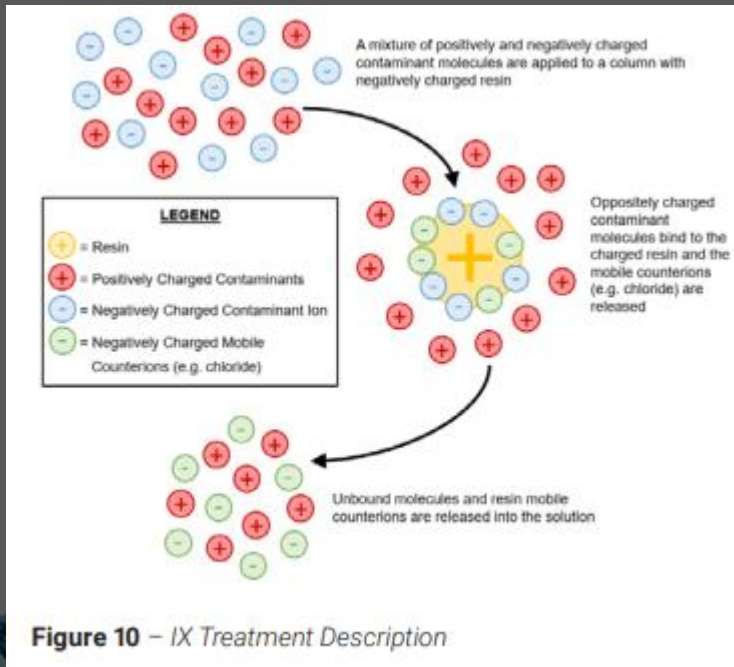 A mixture of positively and negatively charged
contaminant molecules are applied to a column with
negatively charged resin
Oppositely charged
contaminant
molecules bind to the
charged resin and the
mobile counterions
(e.g. chloride) are
released
LEGEND
+ = Resin
+ = Positively Charged Contaminants
- = Negatively Charged Contaminant Ion
- = Negatively Charged Mobile
Counterions (e.g. chloride)
Unbound molecules and resin mobile
counterions are released into the solution
Figure 10 – IX Treatment Description